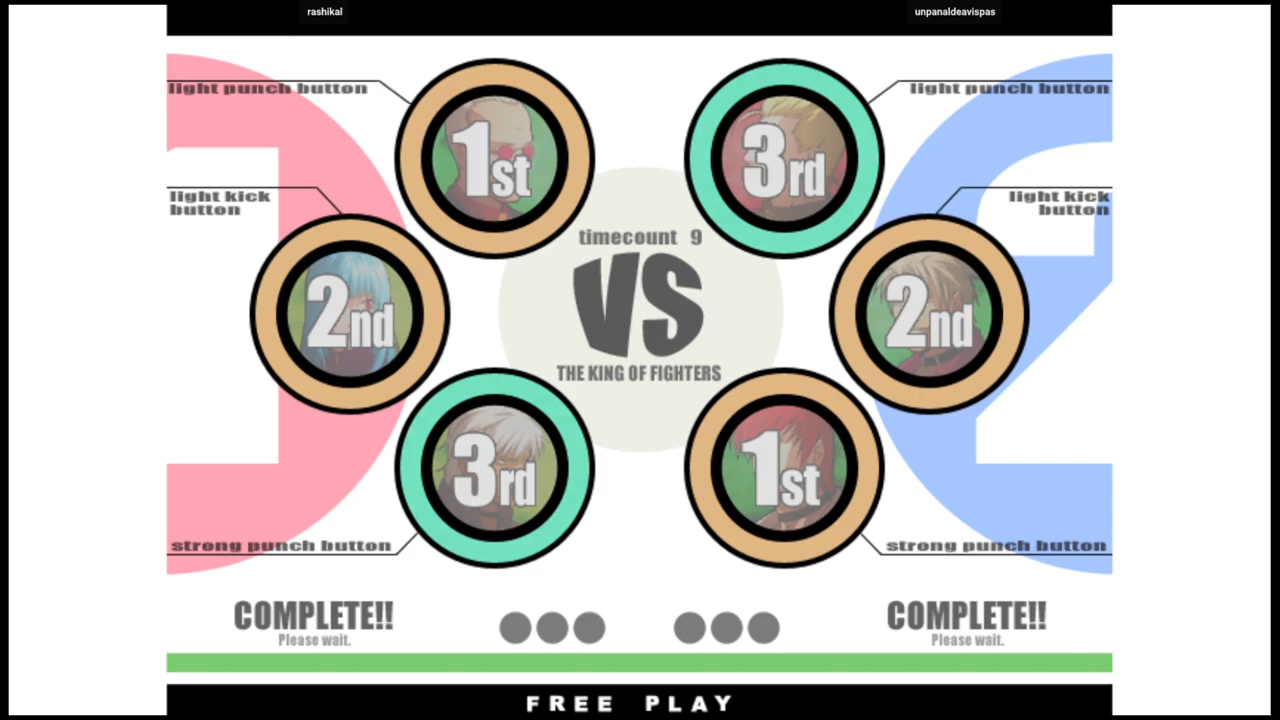 rashikal
unpanaldeavispas
light punch button
light punch button
1st
3rd
light kick
button
light kick
button
timecount 9
VS
THE KING OF FIGHTERS
2nd
2nd
3rd
1st
strong punch button
strong punch button
COMPLETE!!
Please wait.
COMPLETE!!
Please wait.
FREE PLAY